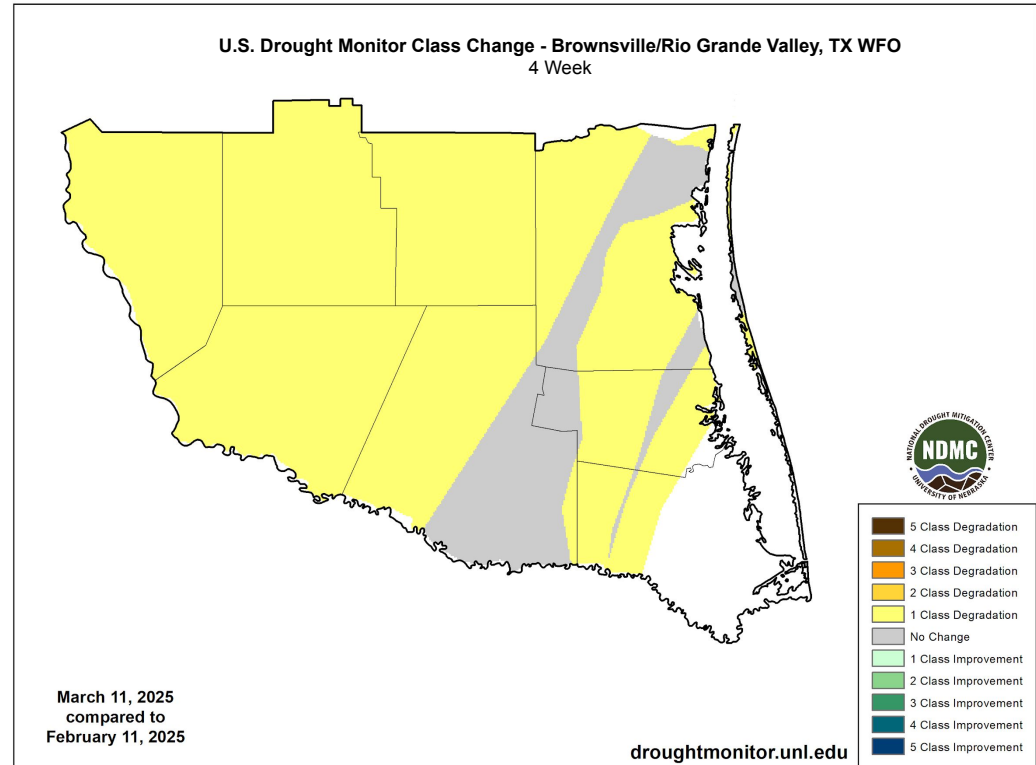 U.S. Drought Monitor Class Change - Brownsville/Rio Grande Valley, TX WFO
4 Week
NATIONAL DROUGHT MITIGATION CENTER
NDMC
UNIVERSITY OF NEBRASKA
5 Class Degradation
4 Class Degradation
3 Class Degradation
2 Class Degradation
1 Class Degradation
No Change
1 Class Improvement
2 Class Improvement
3 Class Improvement
4 Class Improvement
5 Class Improvement
March 11, 2025
compared to
February 11, 2025
droughtmonitor.unl.edu